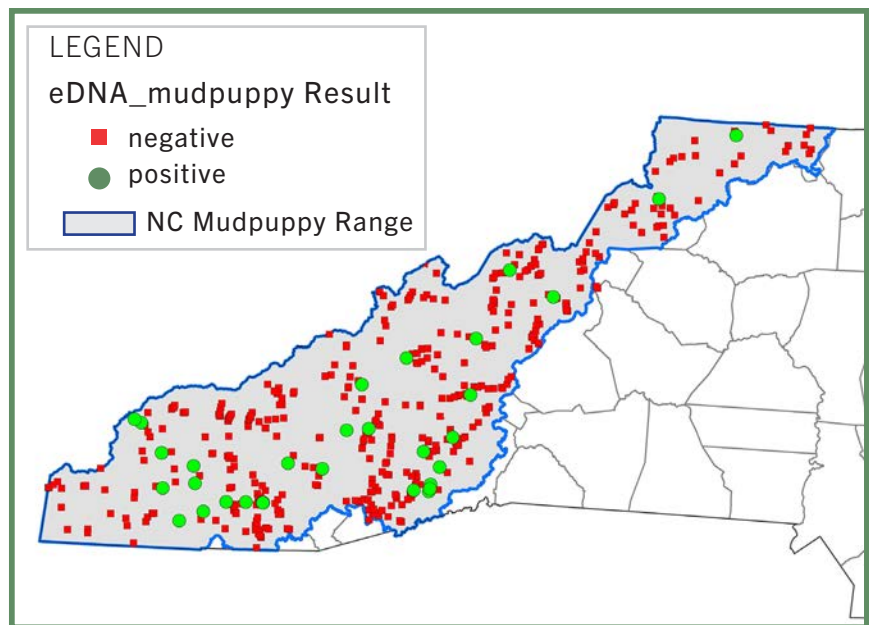 LEGEND
eDNA_mudpuppy Result
negative
positive
NC Mudpuppy Range